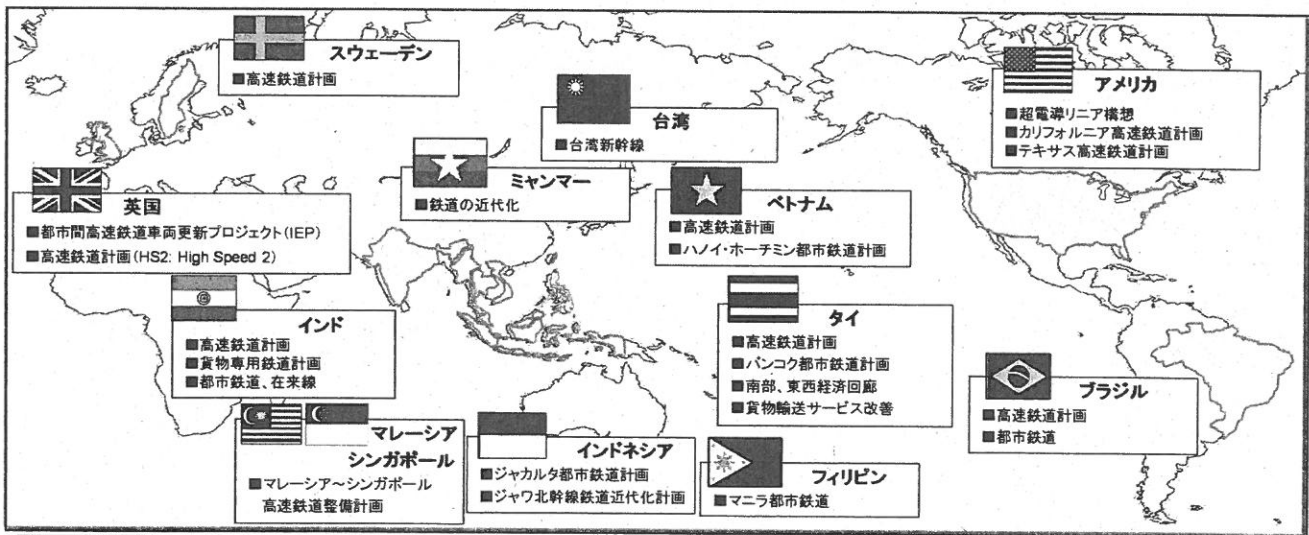 スウェーデン
■高速鉄道計画
台湾
■台湾新幹線
アメリカ
■超電導リニア構想
■カリフォルニア高速鉄道計画
■テキサス高速鉄道計画
英国
■都市間高速鉄道車両更新プロジェクト(IEP)
■高速鉄道計画(HS2: High Speed 2)
ミャンマー
■鉄道の近代化
ベトナム
■高速鉄道計画
■ハノイ・ホーチミン都市鉄道計画
インド
■高速鉄道計画
■貨物専用鉄道計画
■都市鉄道、在来線
タイ
■高速鉄道計画
■バンコク都市鉄道計画
■南部、東西経済回廊
■貨物輸送サービス改善
ブラジル
■高速鉄道計画
■都市鉄道
マレーシア
シンガポール
■マレーシア～シンガポール
高速鉄道整備計画
インドネシア
■ジャカルタ都市鉄道計画
■ジャワ北幹線鉄道近代化計画
フィリピン
■マニラ都市鉄道